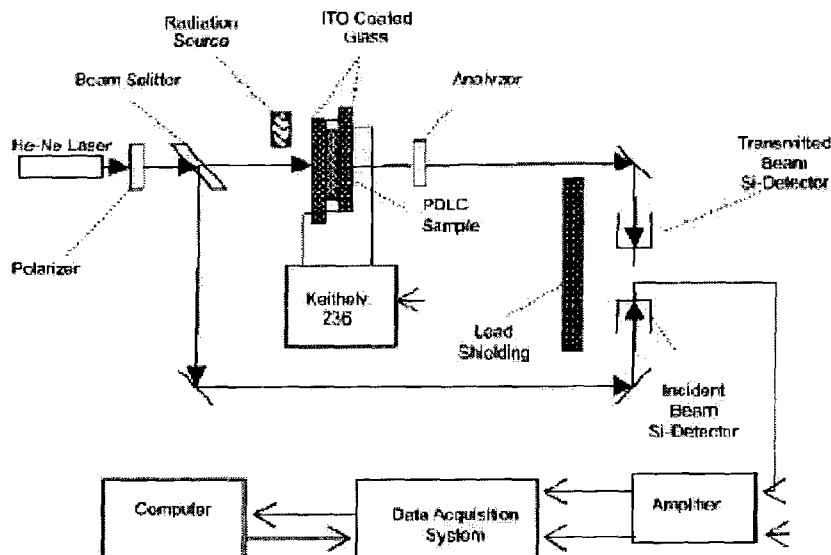 Radiation
Source
ITO Coated
Glass
Beam Splitter
Analyzer
He-Ne Laser
Transmitted
Beam
Si-Detector
PDLC
Sample
Polarizer
Keithely
236
Lead
Shielding
Incident
Beam
Si-Detector
Computer
Data Acquisition
System
Amplifier